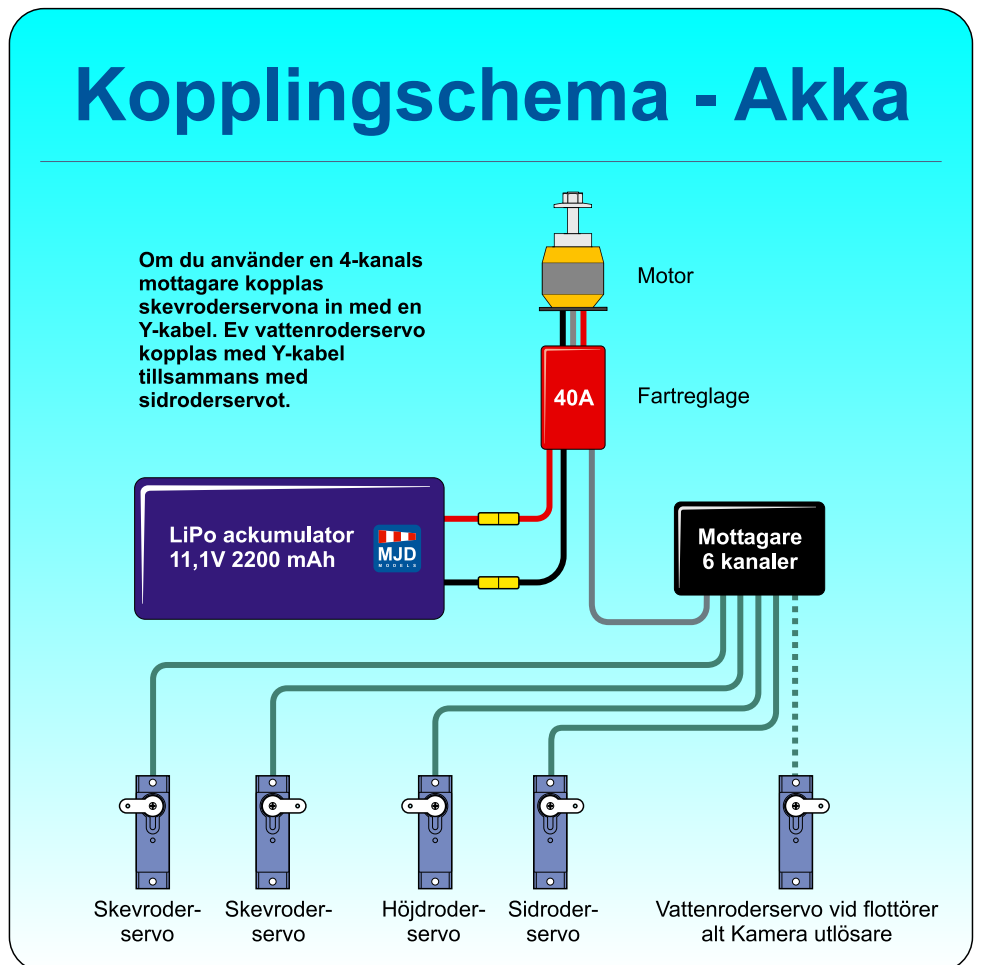 Kopplingschema - Akka
Om du använder en 4-kanals
mottagare kopplas
skevroderservona in med en
Y-kabel. Ev vattenroderservo
kopplas med Y-kabel
tillsammans med
sidroderservot.
Motor
40A
Fartreglage
LiPo ackumulator
11,1V 2200 mAh
MJD
MODELS
Mottagare
6 kanaler
Skevroder-
servo
Skevroder-
servo
Höjdroder-
servo
Sidroder-
servo
Vattenroderservo vid flottörer
alt Kamera utlösare